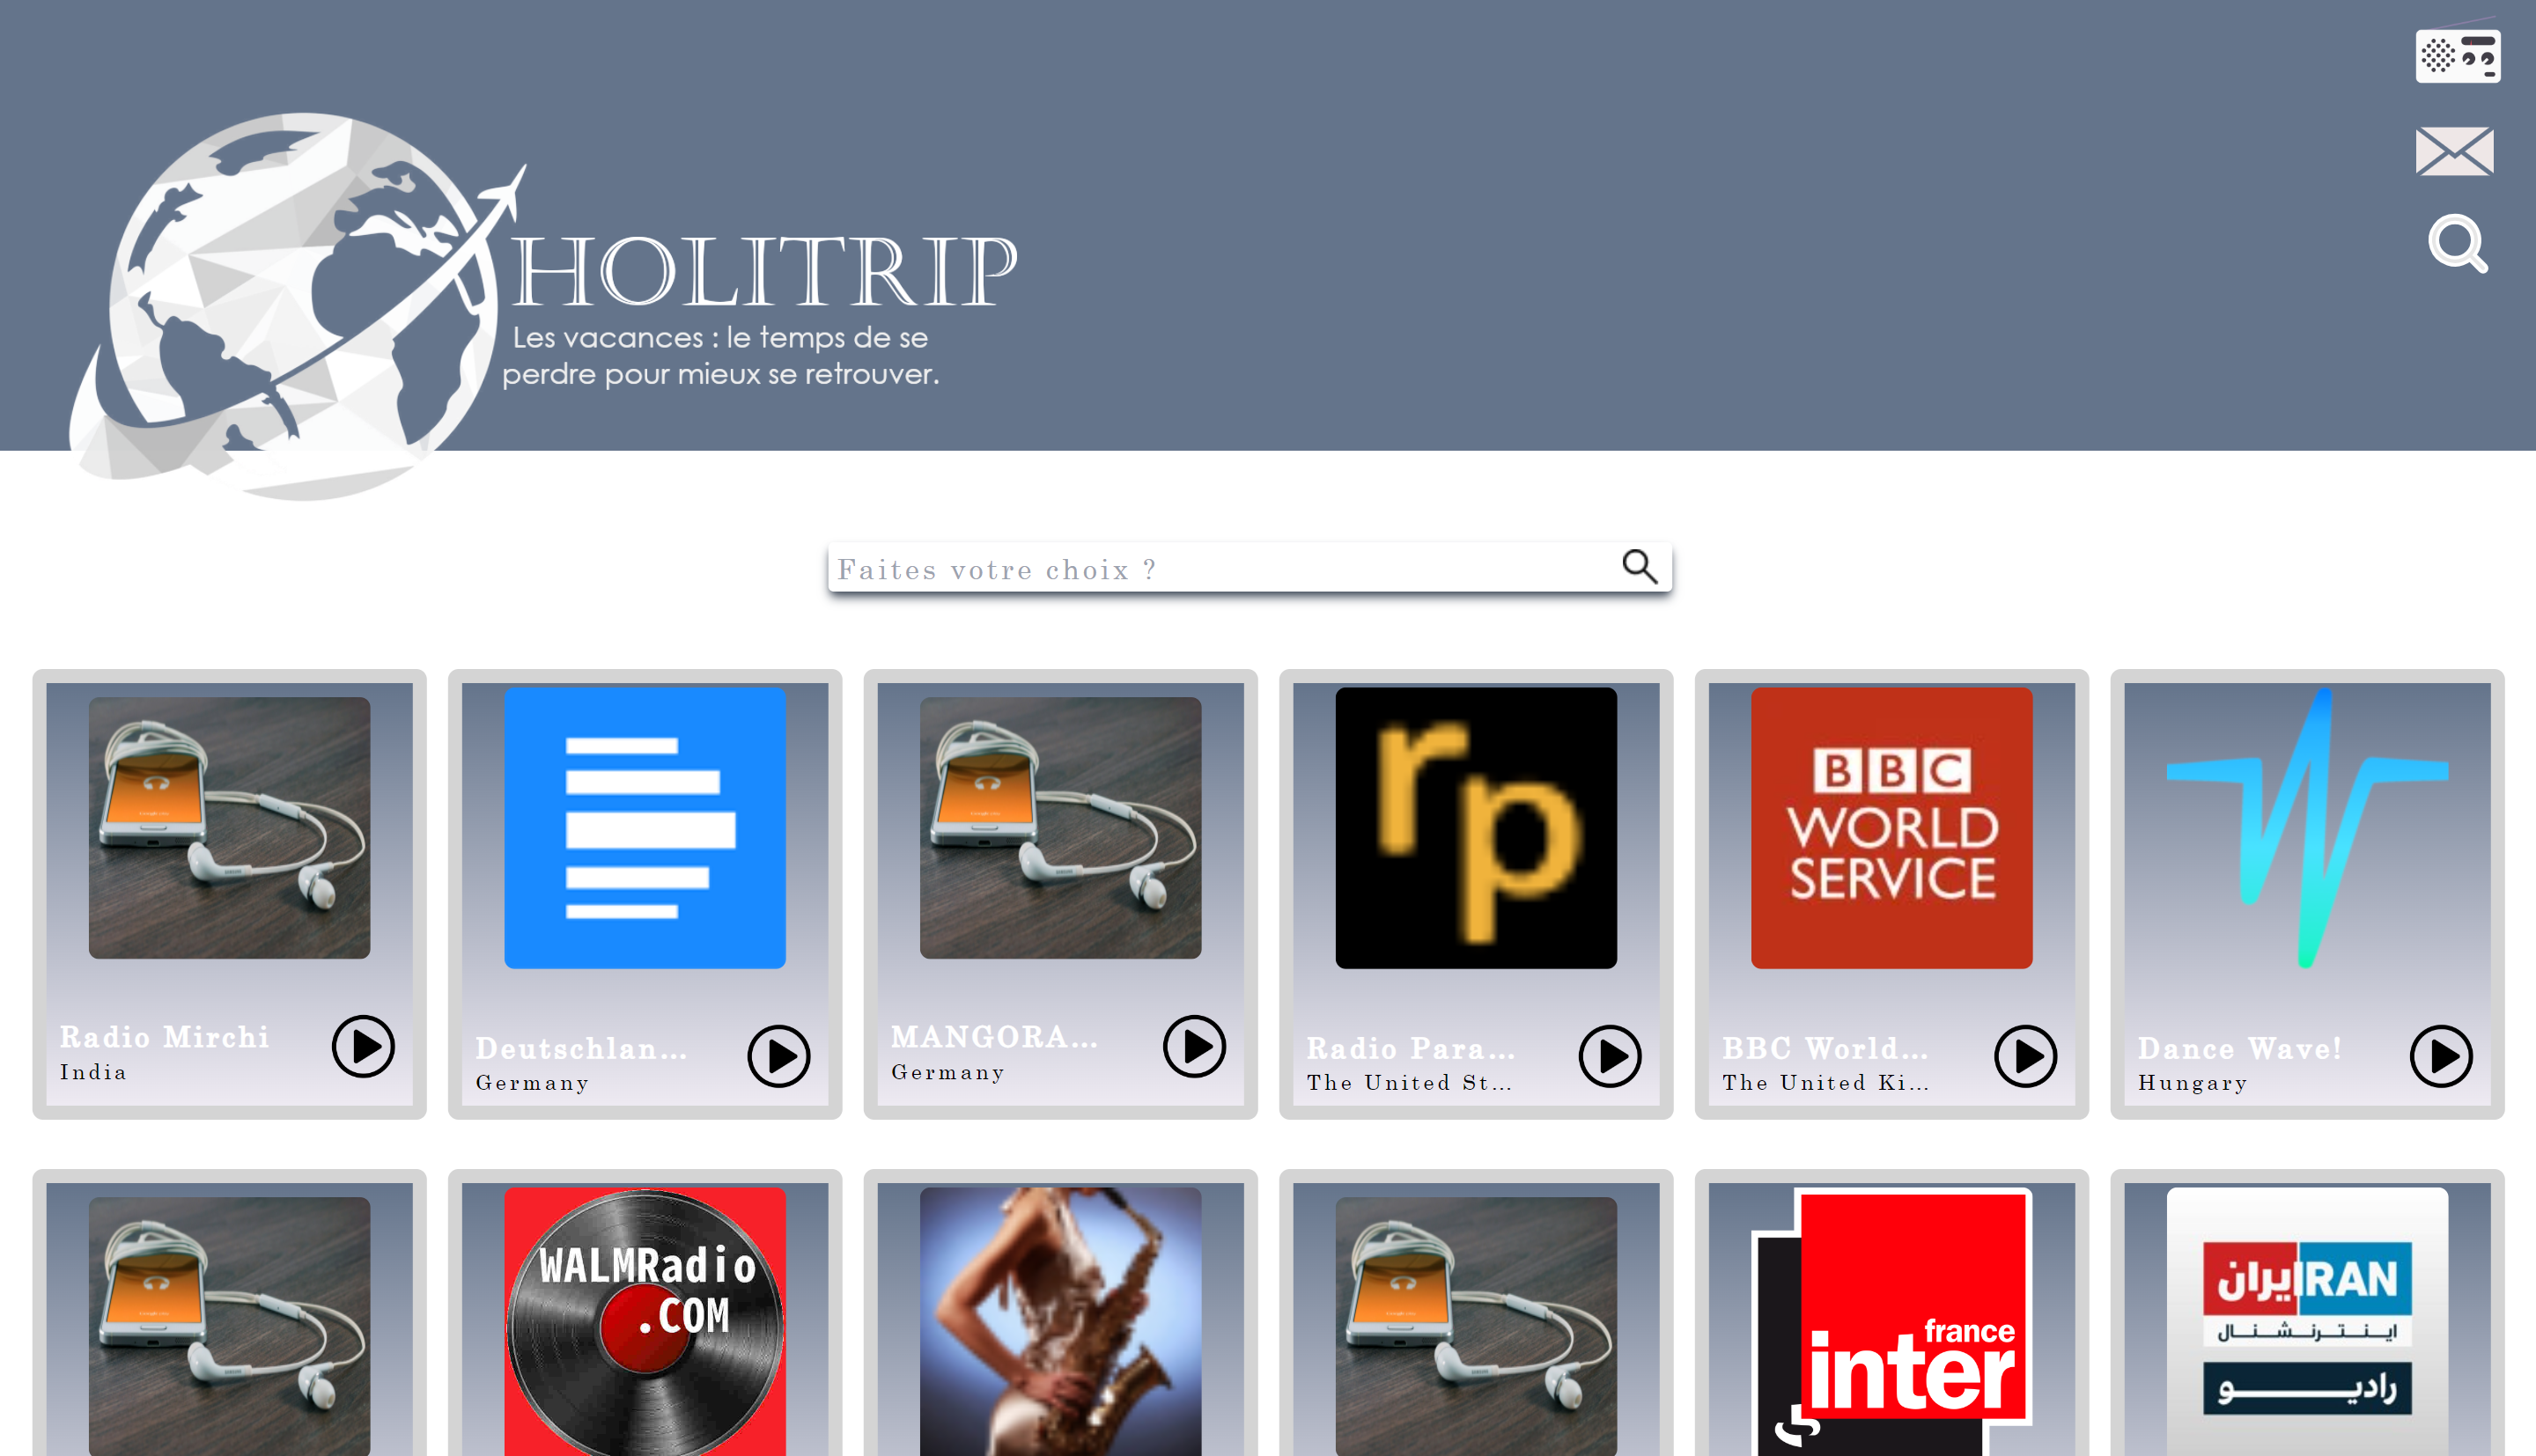 HOLITRIP
Les vacances : le temps de se
perdre pour mieux se retrouver.
Faites votre choix ?
rp
BBC
WORLD
SERVICE
Radio Mirchi
India
Deutschlan...
Germany
MANGORA...
Germany
Radio Para...
The United St...
BBC World...
The United Ki...
Dance Wave!
Hungary
WALMRadio
.COM
france
inter
ایران IRAN
اینترنشنال
رادیو